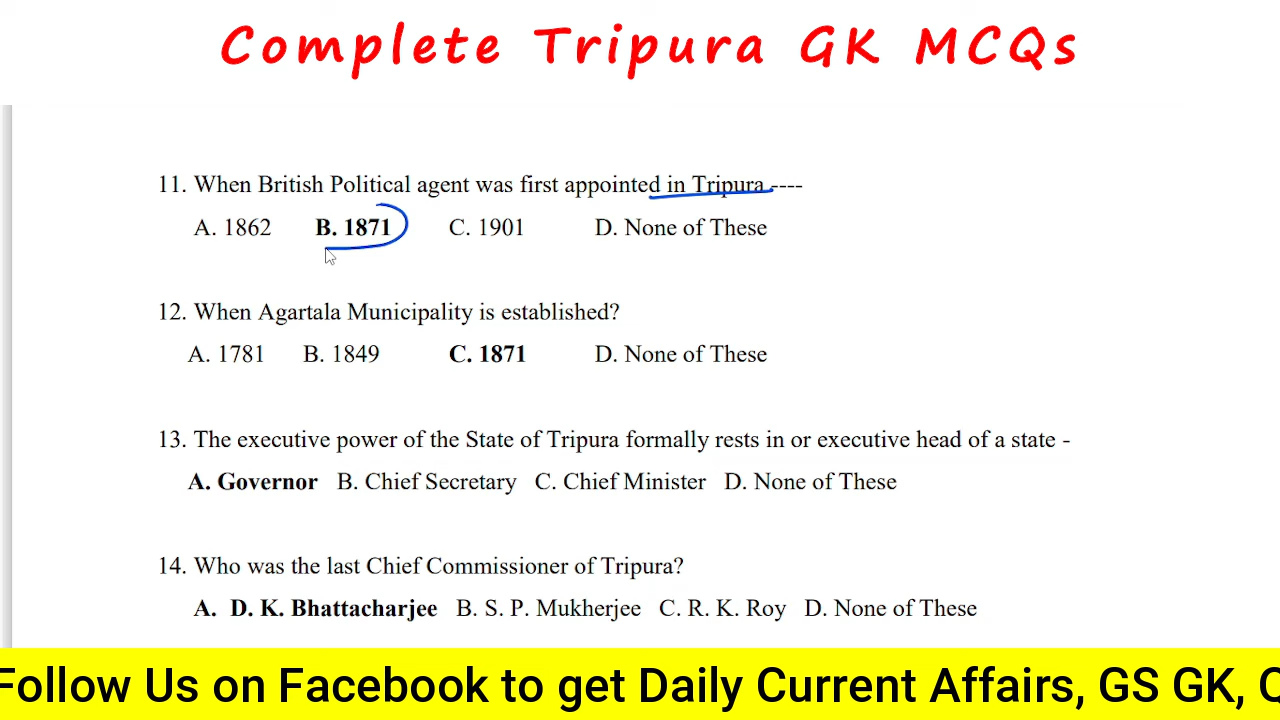 Complete Tripura GK MCQs
11. When British Political agent was first appointed in Tripura ----
A. 1862 B. 1871 C. 1901 D. None of These
12. When Agartala Municipality is established?
A. 1781 B. 1849 C. 1871 D. None of These
13. The executive power of the State of Tripura formally rests in or executive head of a state -
A. Governor B. Chief Secretary C. Chief Minister D. None of These
14. Who was the last Chief Commissioner of Tripura?
A. D. K. Bhattacharjee B. S. P. Mukherjee C. R. K. Roy D. None of These
Follow Us on Facebook to get Daily Current Affairs, GS GK,